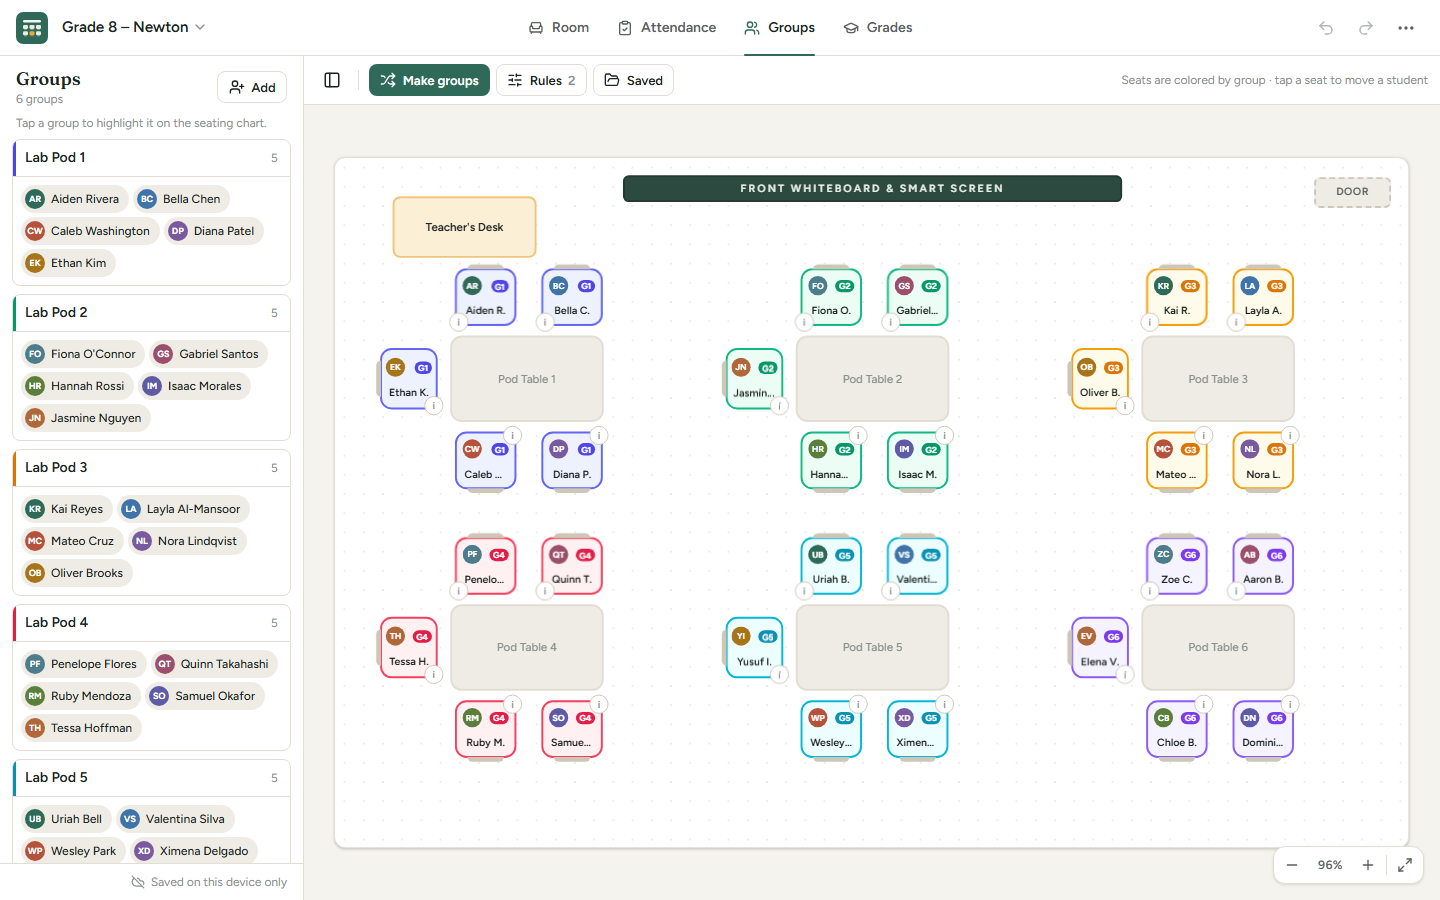 Grade 8 – Newton
Room
Attendance
Groups
Grades
Groups
6 groups
Add
Tap a group to highlight it on the seating chart.
Make groups
Rules 2
Saved
Seats are colored by group · tap a seat to move a student
Lab Pod 1 5
AR Aiden Rivera BC Bella Chen
CW Caleb Washington DP Diana Patel
EK Ethan Kim
Lab Pod 2 5
FO Fiona O'Connor GS Gabriel Santos
HR Hannah Rossi IM Isaac Morales
JN Jasmine Nguyen
Lab Pod 3 5
KR Kai Reyes LA Layla Al-Mansoor
MC Mateo Cruz NL Nora Lindqvist
OB Oliver Brooks
Lab Pod 4 5
PF Penelope Flores QT Quinn Takahashi
RM Ruby Mendoza SO Samuel Okafor
TH Tessa Hoffman
Lab Pod 5 5
UB Uriah Bell VS Valentina Silva
WP Wesley Park XD Ximena Delgado
Saved on this device only
FRONT WHITEBOARD & SMART SCREEN
DOOR
Teacher's Desk
AR G1 BC G1 FO G2 GS G2 KR G3 LA G3
Aiden R. Bella C. Fiona O. Gabriel... Kai R. Layla A.
i i i i i i
EK G1 JN G2 OB G3
Pod Table 1 Pod Table 2 Pod Table 3
Ethan K. Jasmin... Oliver B.
i i i
i i i i i i
CW G1 DP G1 HR G2 IM G2 MC G3 NL G3
Caleb ... Diana P. Hanna... Isaac M. Mateo ... Nora L.
PF G4 QT G4 UB G5 VS G5 ZC G6 AB G6
Penelo... Quinn T. Uriah B. Valenti... Zoe C. Aaron B.
i i i i i i
TH G4 YI G5 EV G6
Pod Table 4 Pod Table 5 Pod Table 6
Tessa H. Yusuf I. Elena V.
i i i
i i i i i i
RM G4 SO G4 WP G5 XD G5 CB G6 DN G6
Ruby M. Samue... Wesley... Ximen... Chloe B. Domini...
96%